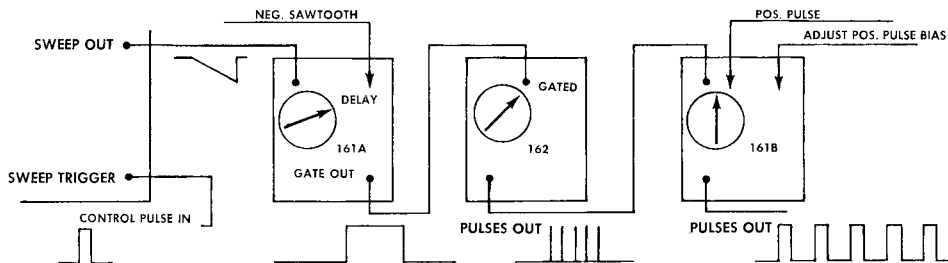 NEG. SAWTOOTH
POS. PULSE
SWEEP OUT
ADJUST POS. PULSE BIAS
DELAY
GATED
161A
162
161B
SWEEP TRIGGER
GATE OUT
CONTROL PULSE IN
PULSES OUT
PULSES OUT